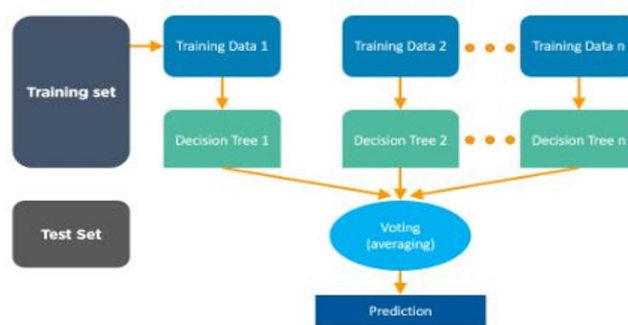 Training set
Training Data 1
Training Data 2
Training Data n
Decision Tree 1
Decision Tree 2
Decision Tree n
Test Set
Voting
(averaging)
Prediction